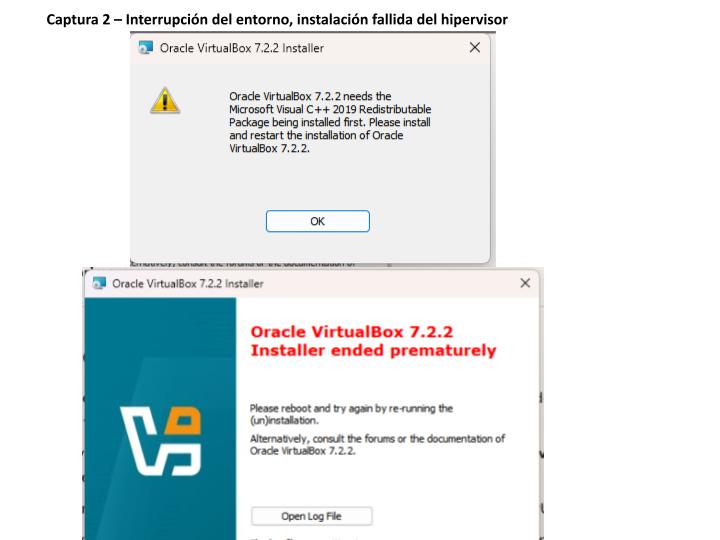 Captura 2 – Interrupción del entorno, instalación fallida del hipervisor
Oracle VirtualBox 7.2.2 Installer
Oracle VirtualBox 7.2.2 needs the
Microsoft Visual C++ 2019 Redistributable
Package being installed first. Please install
and restart the installation of Oracle
VirtualBox 7.2.2.
OK
Oracle VirtualBox 7.2.2 Installer
Oracle VirtualBox 7.2.2
Installer ended prematurely
Please reboot and try again by re-running the
(un)installation.
Alternatively, consult the forums or the documentation of
Oracle VirtualBox 7.2.2.
Open Log File